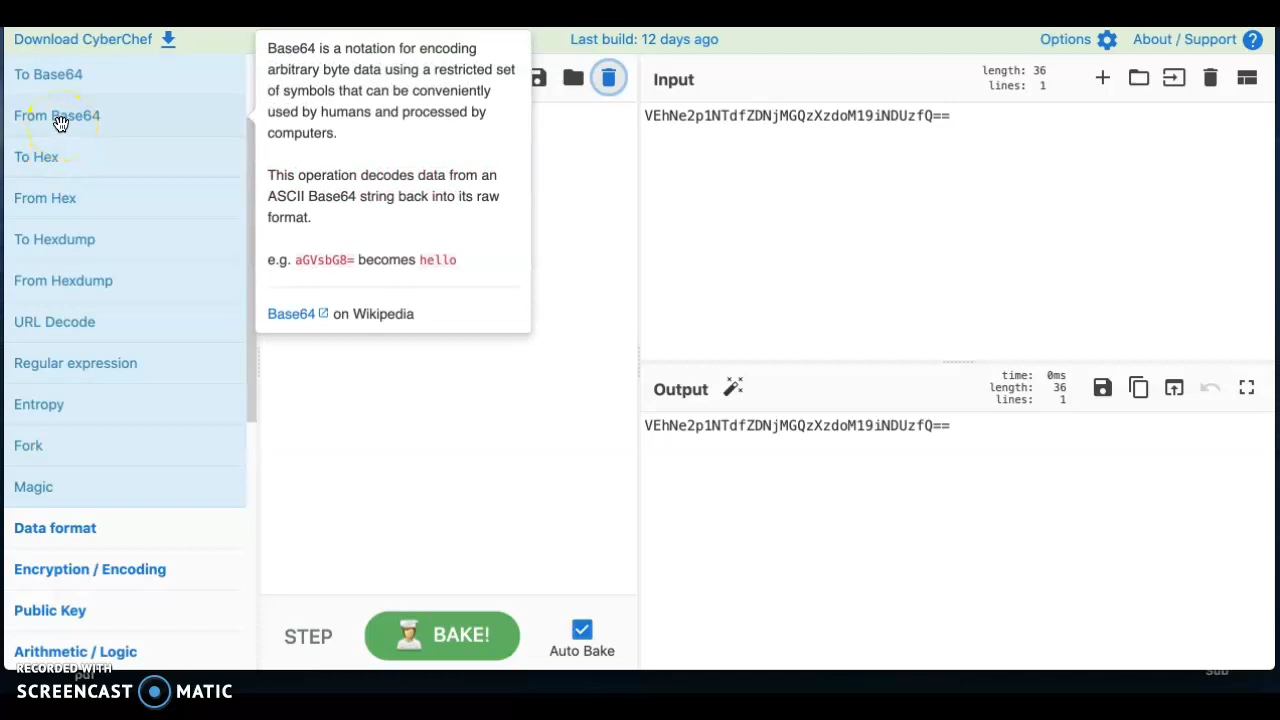 Download CyberChef
Last build: 12 days ago
Options
About / Support
To Base64
From Base64
To Hex
From Hex
To Hexdump
From Hexdump
URL Decode
Regular expression
Entropy
Fork
Magic
Data format
Encryption / Encoding
Public Key
Arithmetic / Logic
Base64 is a notation for encoding
arbitrary byte data using a restricted set
of symbols that can be conveniently
used by humans and processed by
computers.
This operation decodes data from an
ASCII Base64 string back into its raw
format.
e.g. aGVsbG8= becomes hello
Base64 on Wikipedia
STEP
BAKE!
Auto Bake
Input
length: 36
lines: 1
VEhNe2p1NTdfZDNjMGQzXzdoM19iNDUzfQ==
Output
time: 0ms
length: 36
lines: 1
VEhNe2p1NTdfZDNjMGQzXzdoM19iNDUzfQ==
RECORDED WITH
SCREENCAST MATIC